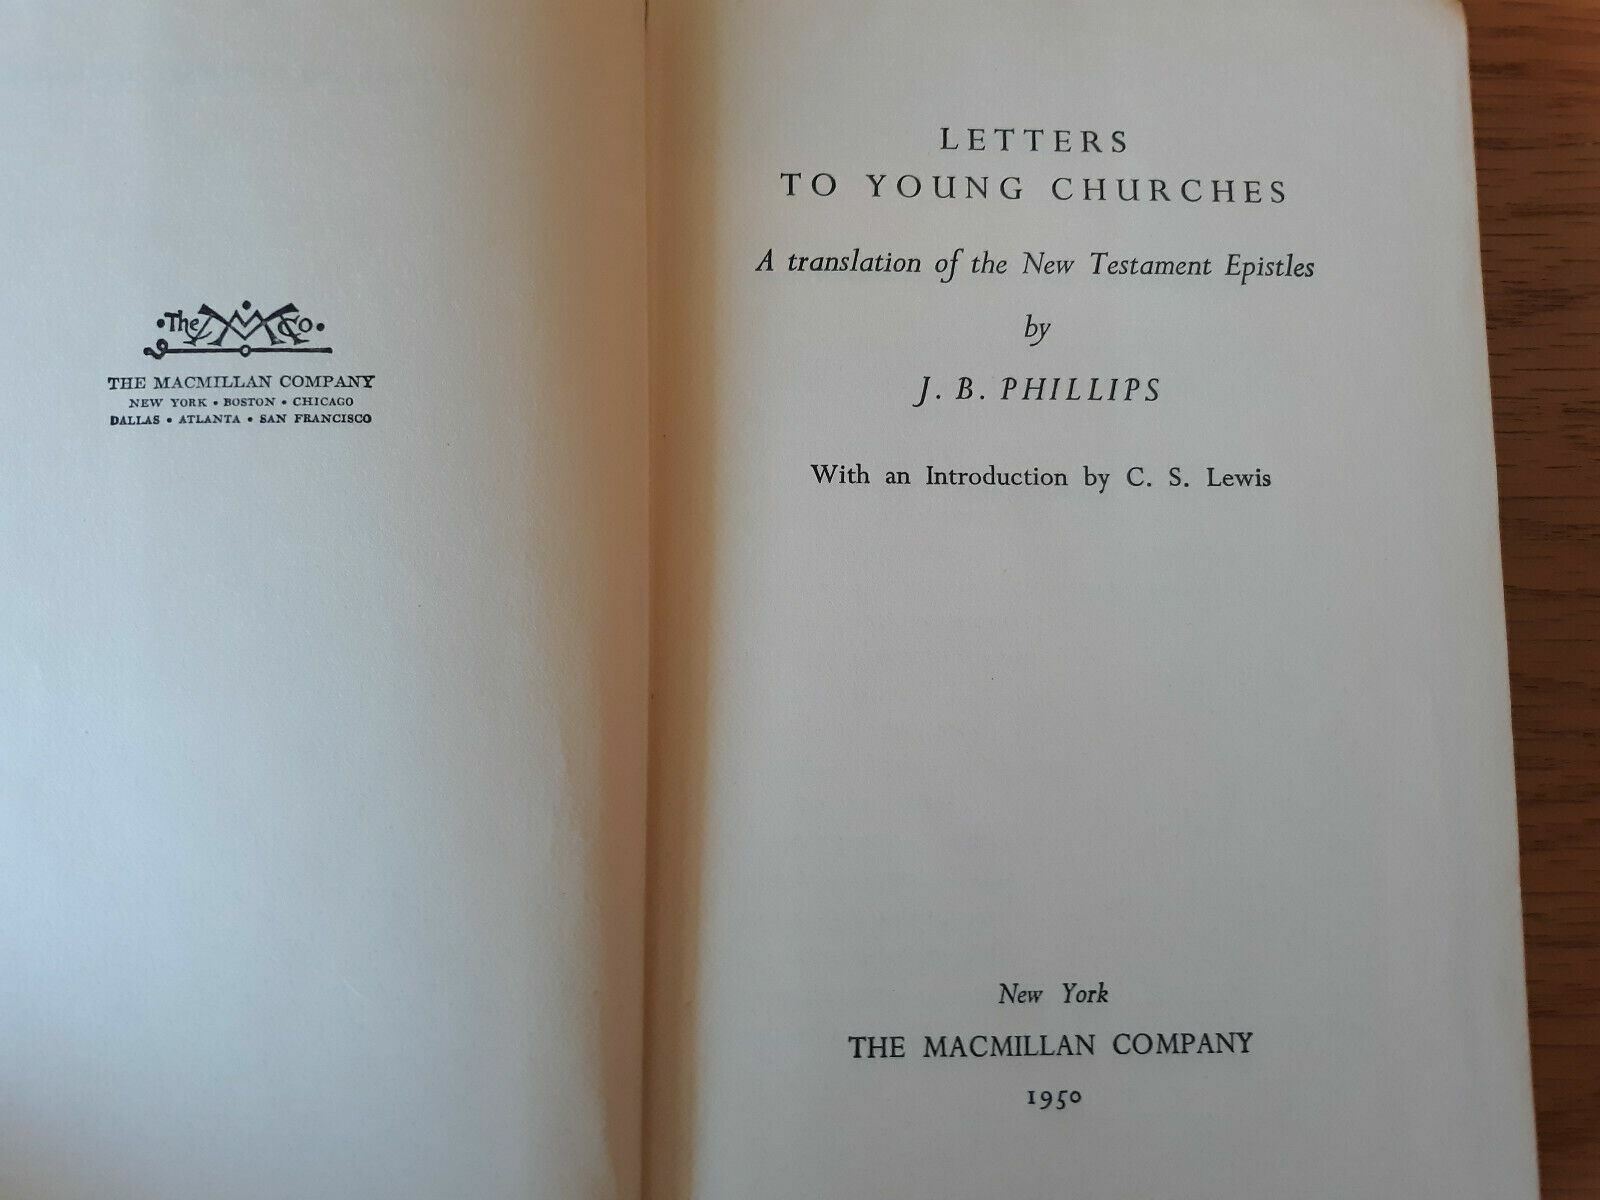 •The M Co•
THE MACMILLAN COMPANY
NEW YORK • BOSTON • CHICAGO
DALLAS • ATLANTA • SAN FRANCISCO
LETTERS
TO YOUNG CHURCHES
A translation of the New Testament Epistles
by
J. B. PHILLIPS
With an Introduction by C. S. Lewis
New York
THE MACMILLAN COMPANY
1950